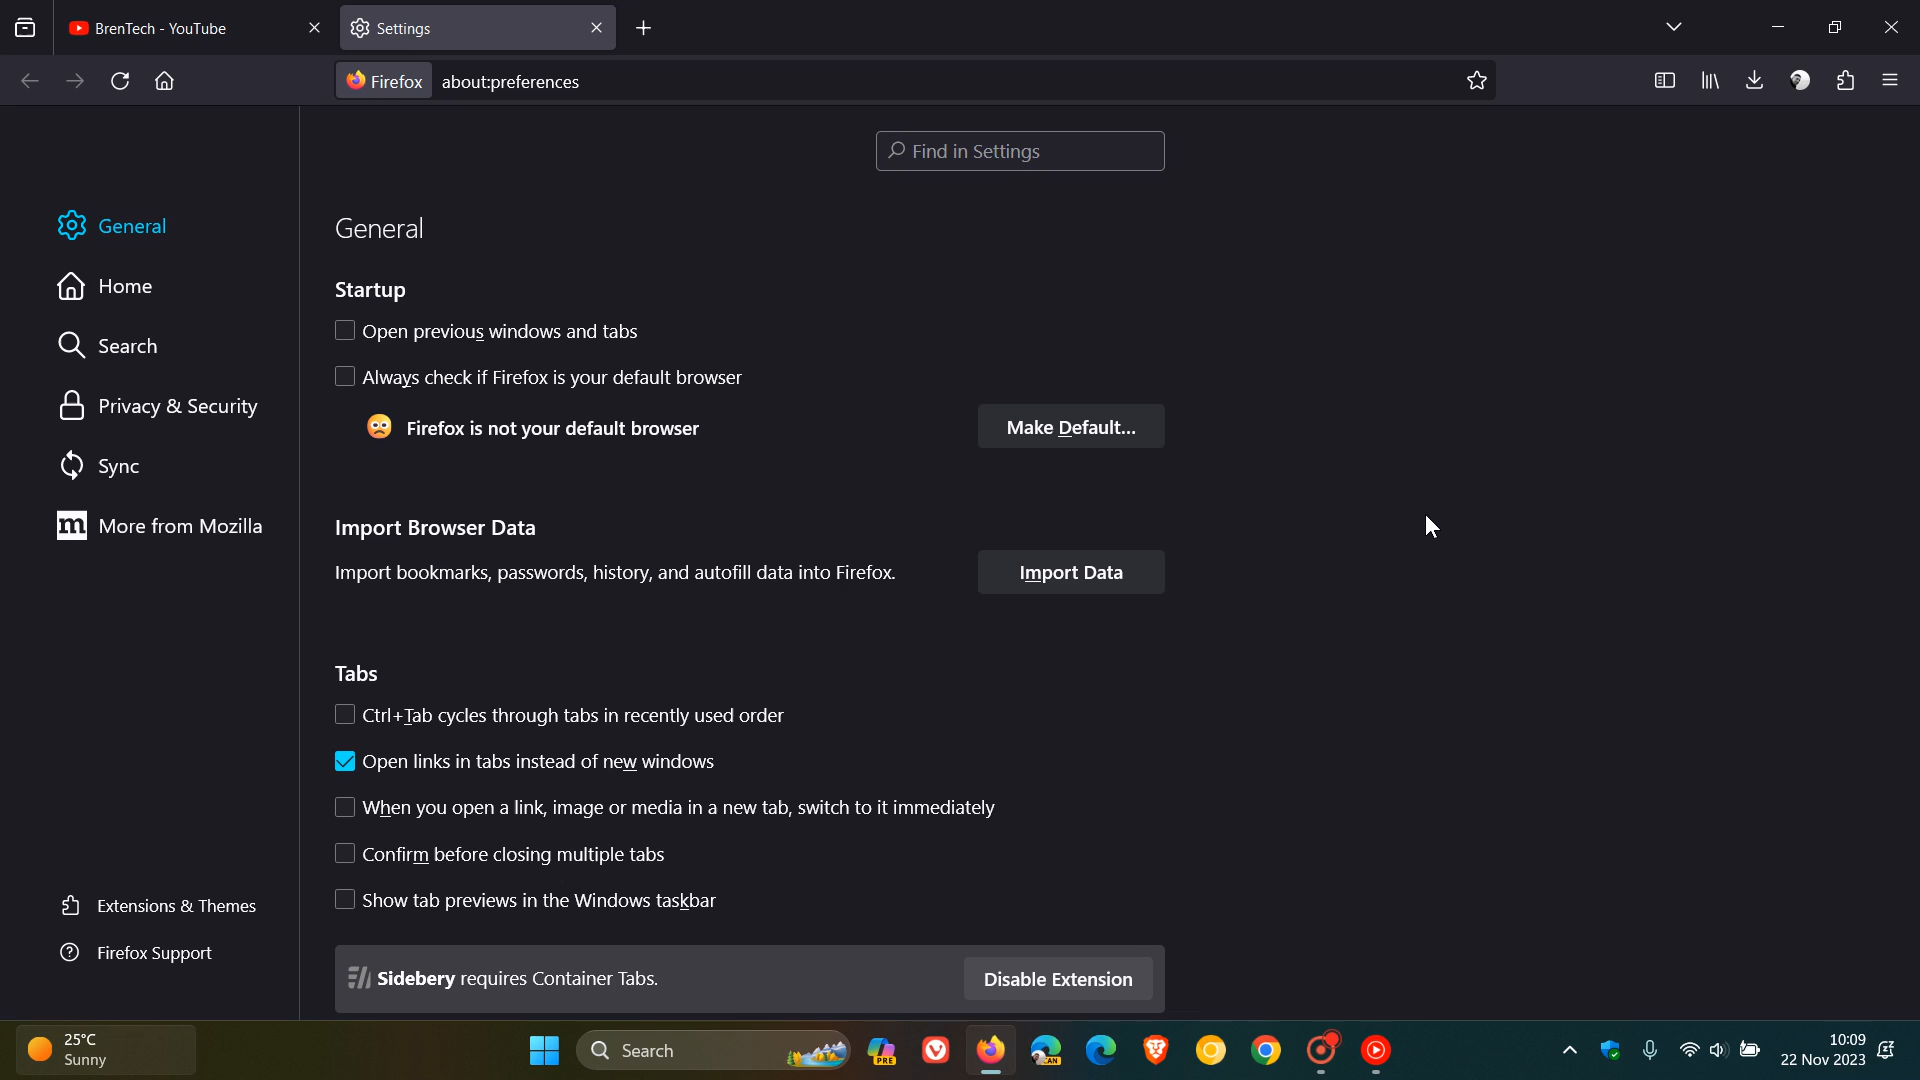 BrenTech - YouTube
Settings
Firefox
about:preferences
Find in Settings
General
Home
Search
Privacy & Security
Sync
m More from Mozilla
Extensions & Themes
Firefox Support
General
Startup
Open previous windows and tabs
Always check if Firefox is your default browser
Firefox is not your default browser
Make Default...
Import Browser Data
Import bookmarks, passwords, history, and autofill data into Firefox.
Import Data
Tabs
Ctrl+Tab cycles through tabs in recently used order
Open links in tabs instead of new windows
When you open a link, image or media in a new tab, switch to it immediately
Confirm before closing multiple tabs
Show tab previews in the Windows taskbar
Sidebery requires Container Tabs.
Disable Extension
25°C
Sunny
Search
PRE
CAN
10:09
22 Nov 2023